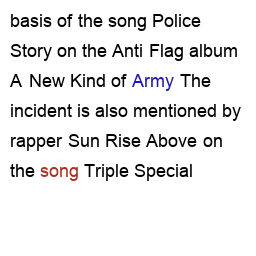 basis of the song Police
Story on the Anti Flag album
A New Kind of Army The
incident is also mentioned by
rapper Sun Rise Above on
the song Triple Special